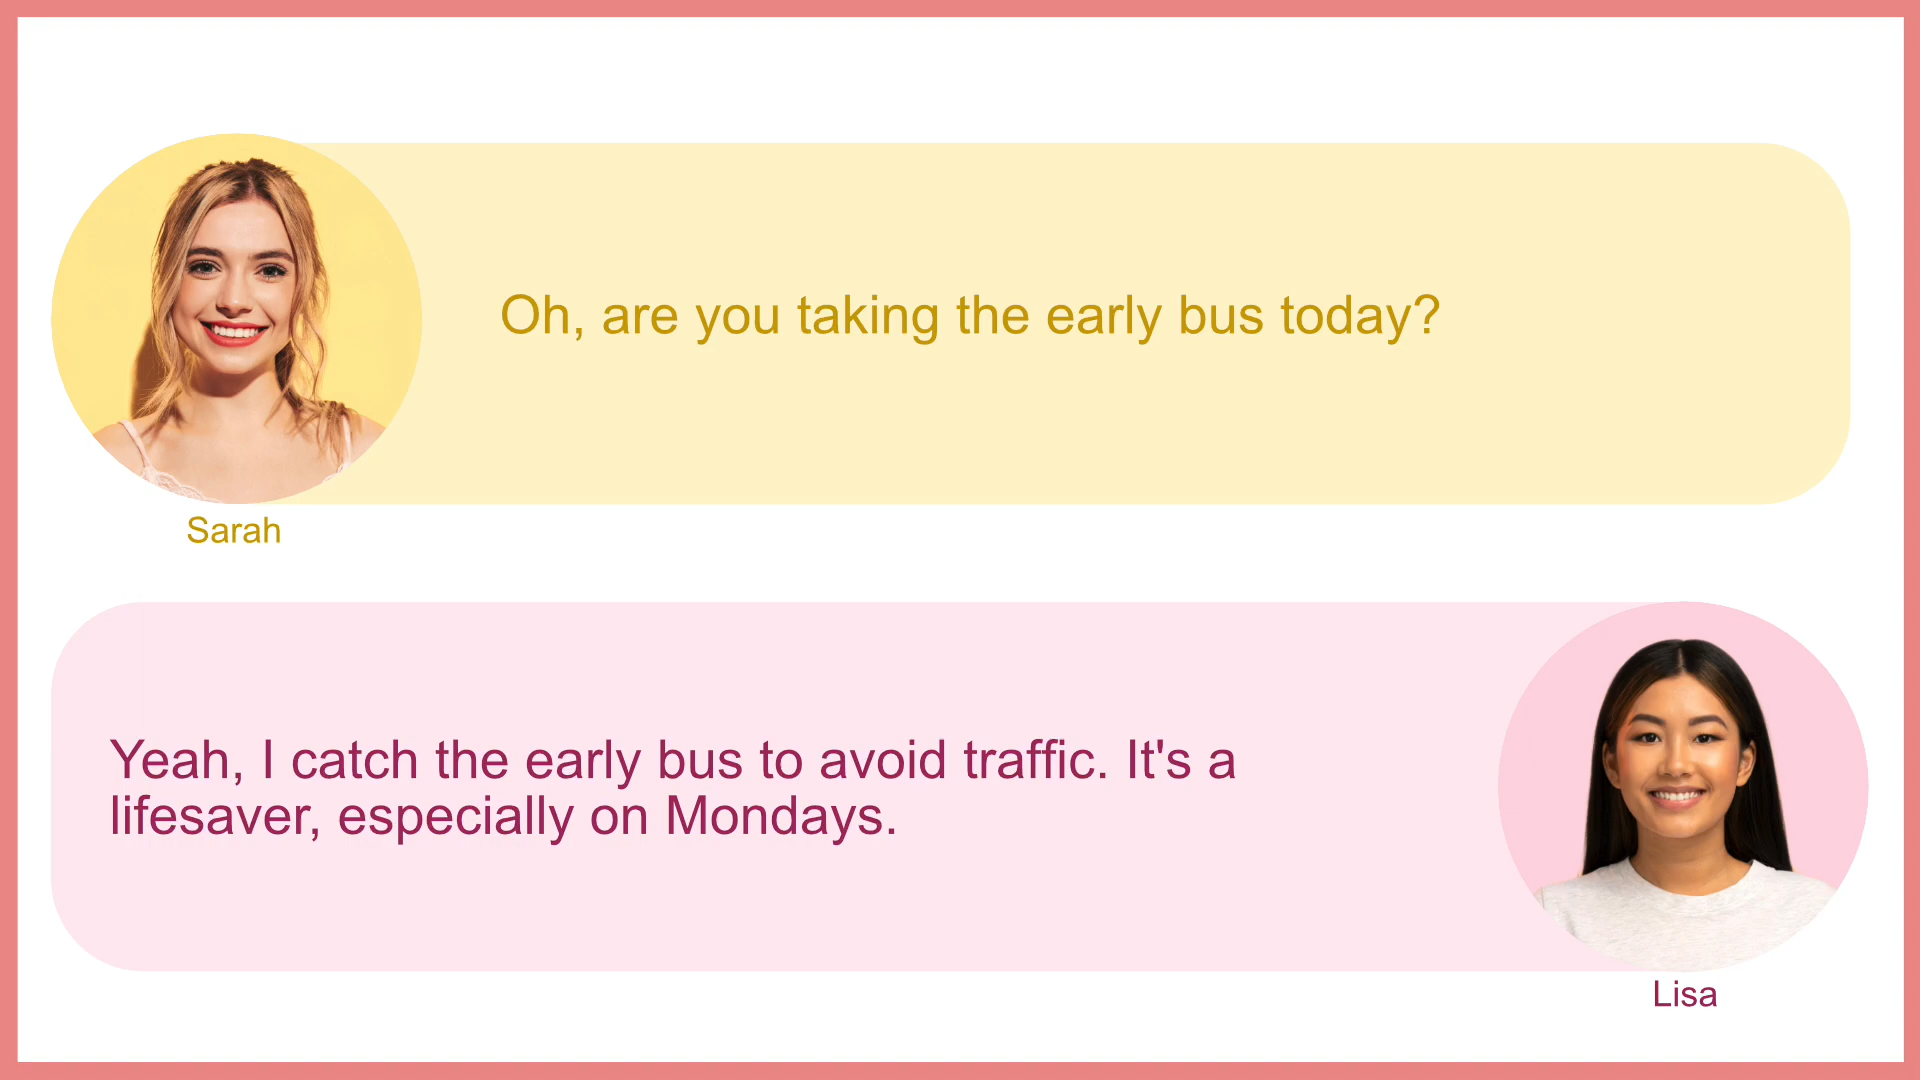 Oh, are you taking the early bus today?
Sarah
Yeah, I catch the early bus to avoid traffic. It's a
lifesaver, especially on Mondays.
Lisa